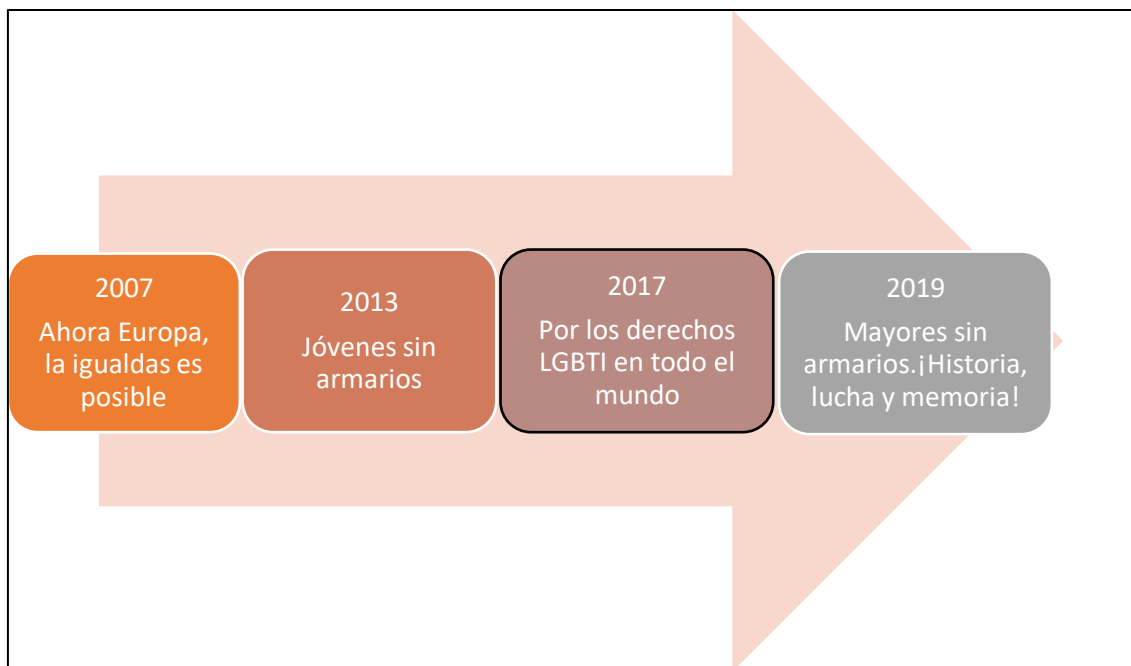 2007
Ahora Europa,
la igualdas es
posible
2013
Jóvenes sin
armarios
2017
Por los derechos
LGBTI en todo el
mundo
2019
Mayores sin
armarios.¡Historia,
lucha y memoria!